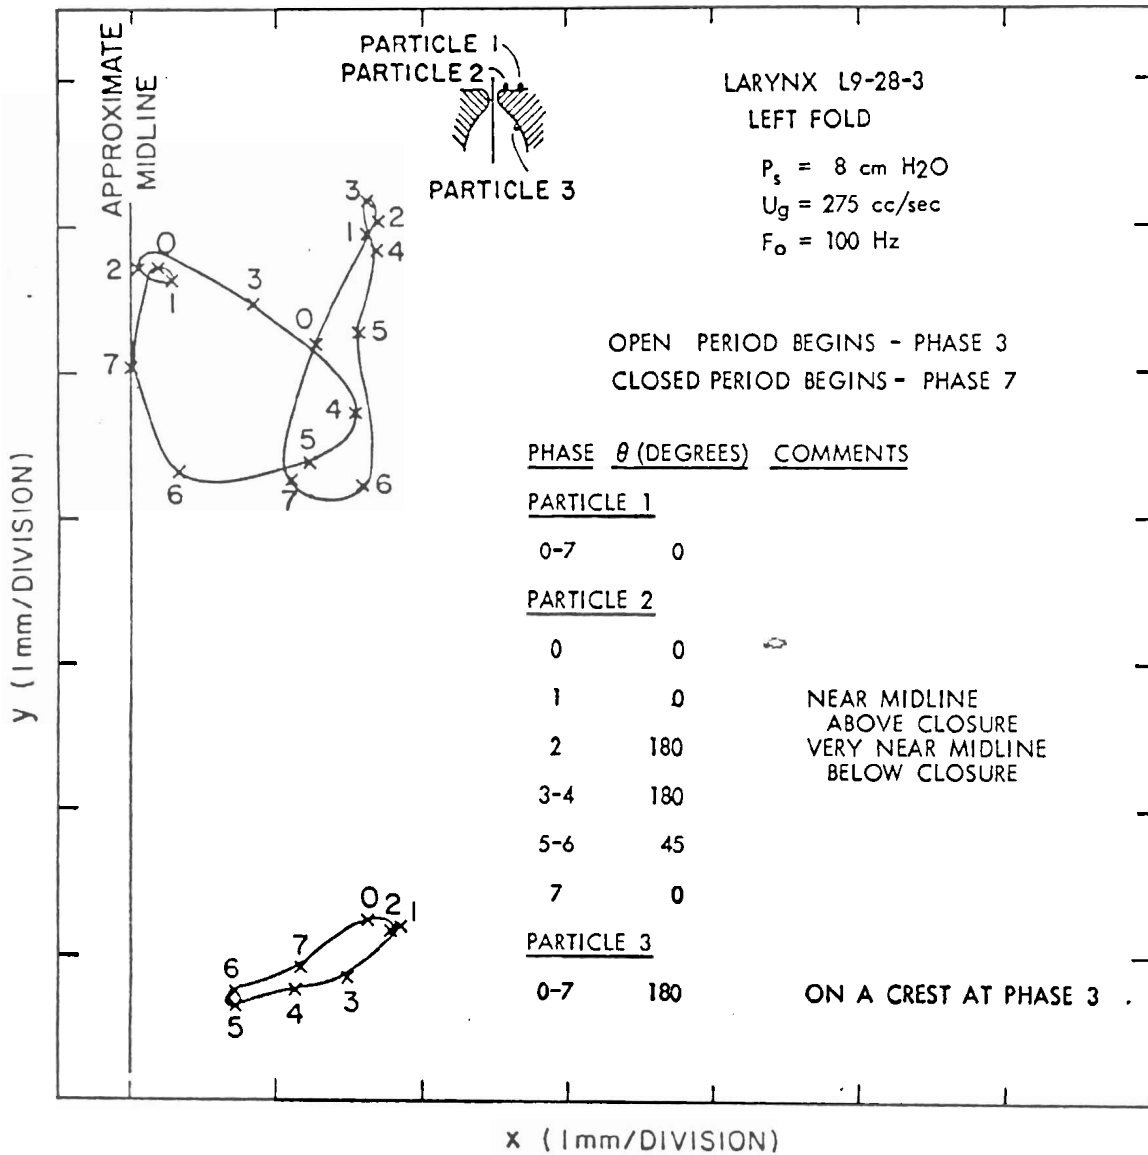 APPROXIMATE
MIDLINE
PARTICLE 1
PARTICLE 2
PARTICLE 3
LARYNX L9-28-3
LEFT FOLD
Ps = 8 cm H2O
Ug = 275 cc/sec
Fo = 100 Hz
3
2
1
4
0
2
1
3
0
5
7
4
5
6
7
6
OPEN PERIOD BEGINS - PHASE 3
CLOSED PERIOD BEGINS - PHASE 7
PHASE θ (DEGREES) COMMENTS
PARTICLE 1
0-7 0
PARTICLE 2
0 0
1 0 NEAR MIDLINE
ABOVE CLOSURE
2 180 VERY NEAR MIDLINE
BELOW CLOSURE
3-4 180
5-6 45
7 0
PARTICLE 3
0-7 180 ON A CREST AT PHASE 3
0 2 1
7
6
5 4 3
y (1mm/DIVISION)
x (1mm/DIVISION)